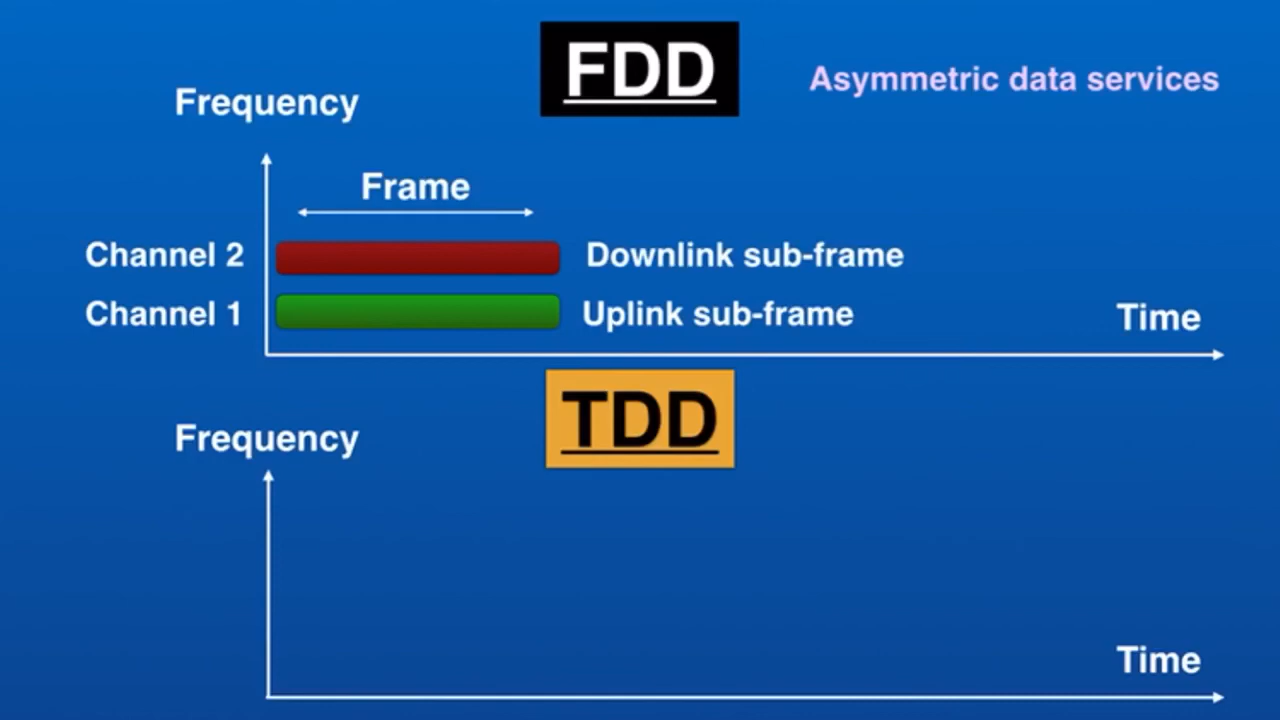 FDD
Asymmetric data services
Frequency
Frame
Channel 2
Downlink sub-frame
Channel 1
Uplink sub-frame
Time
TDD
Frequency
Time